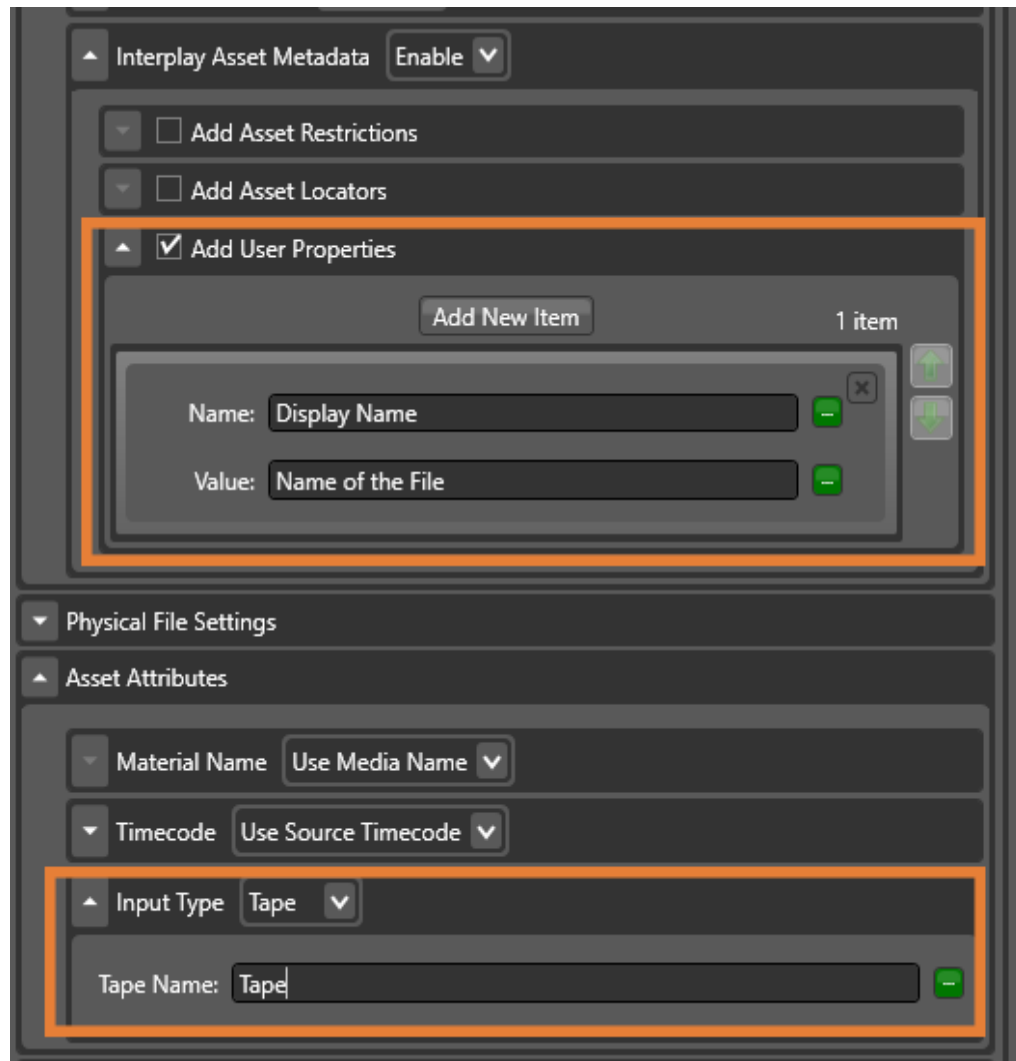 Interplay Asset Metadata Enable
Add Asset Restrictions
Add Asset Locators
Add User Properties
Add New Item 1 item
Name: Display Name
Value: Name of the File
Physical File Settings
Asset Attributes
Material Name Use Media Name
Timecode Use Source Timecode
Input Type Tape
Tape Name: Tape